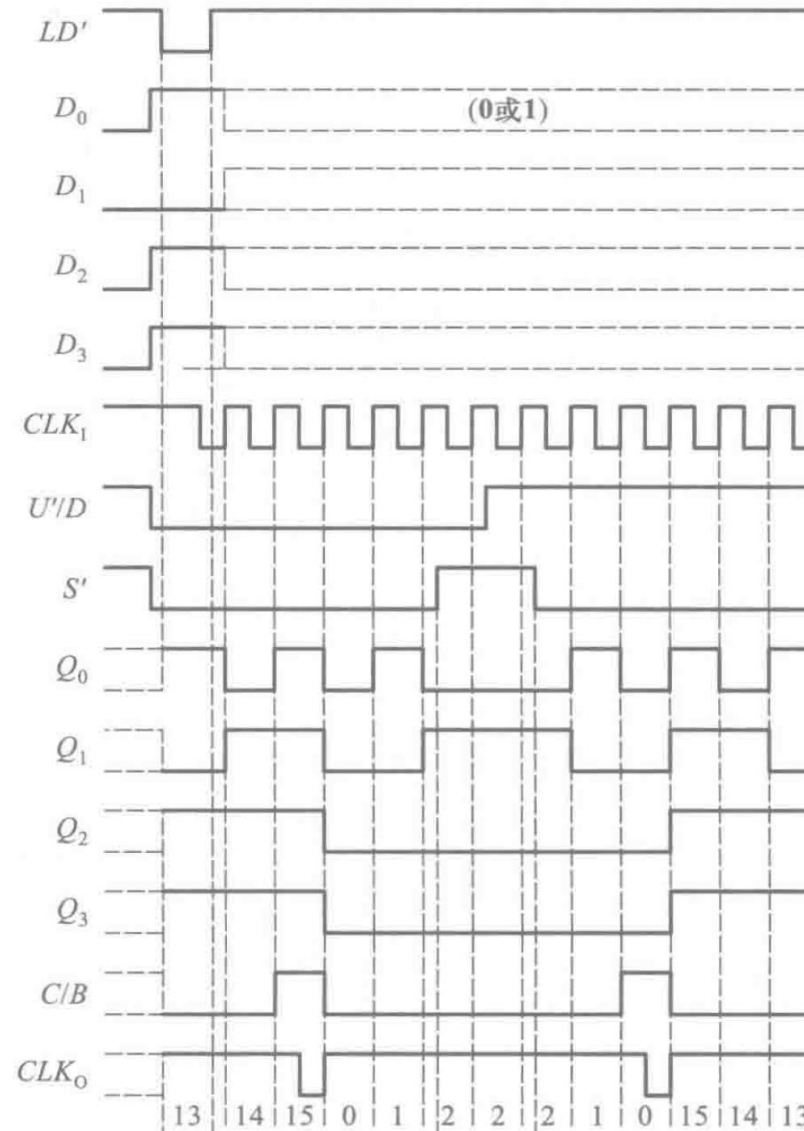 LD'
D₀
(0或1)
D₁
D₂
D₃
CLK₁
U'/D
S'
Q₀
Q₁
Q₂
Q₃
C/B
CLK₀
13 14 15 0 1 2 2 2 1 0 15 14 13